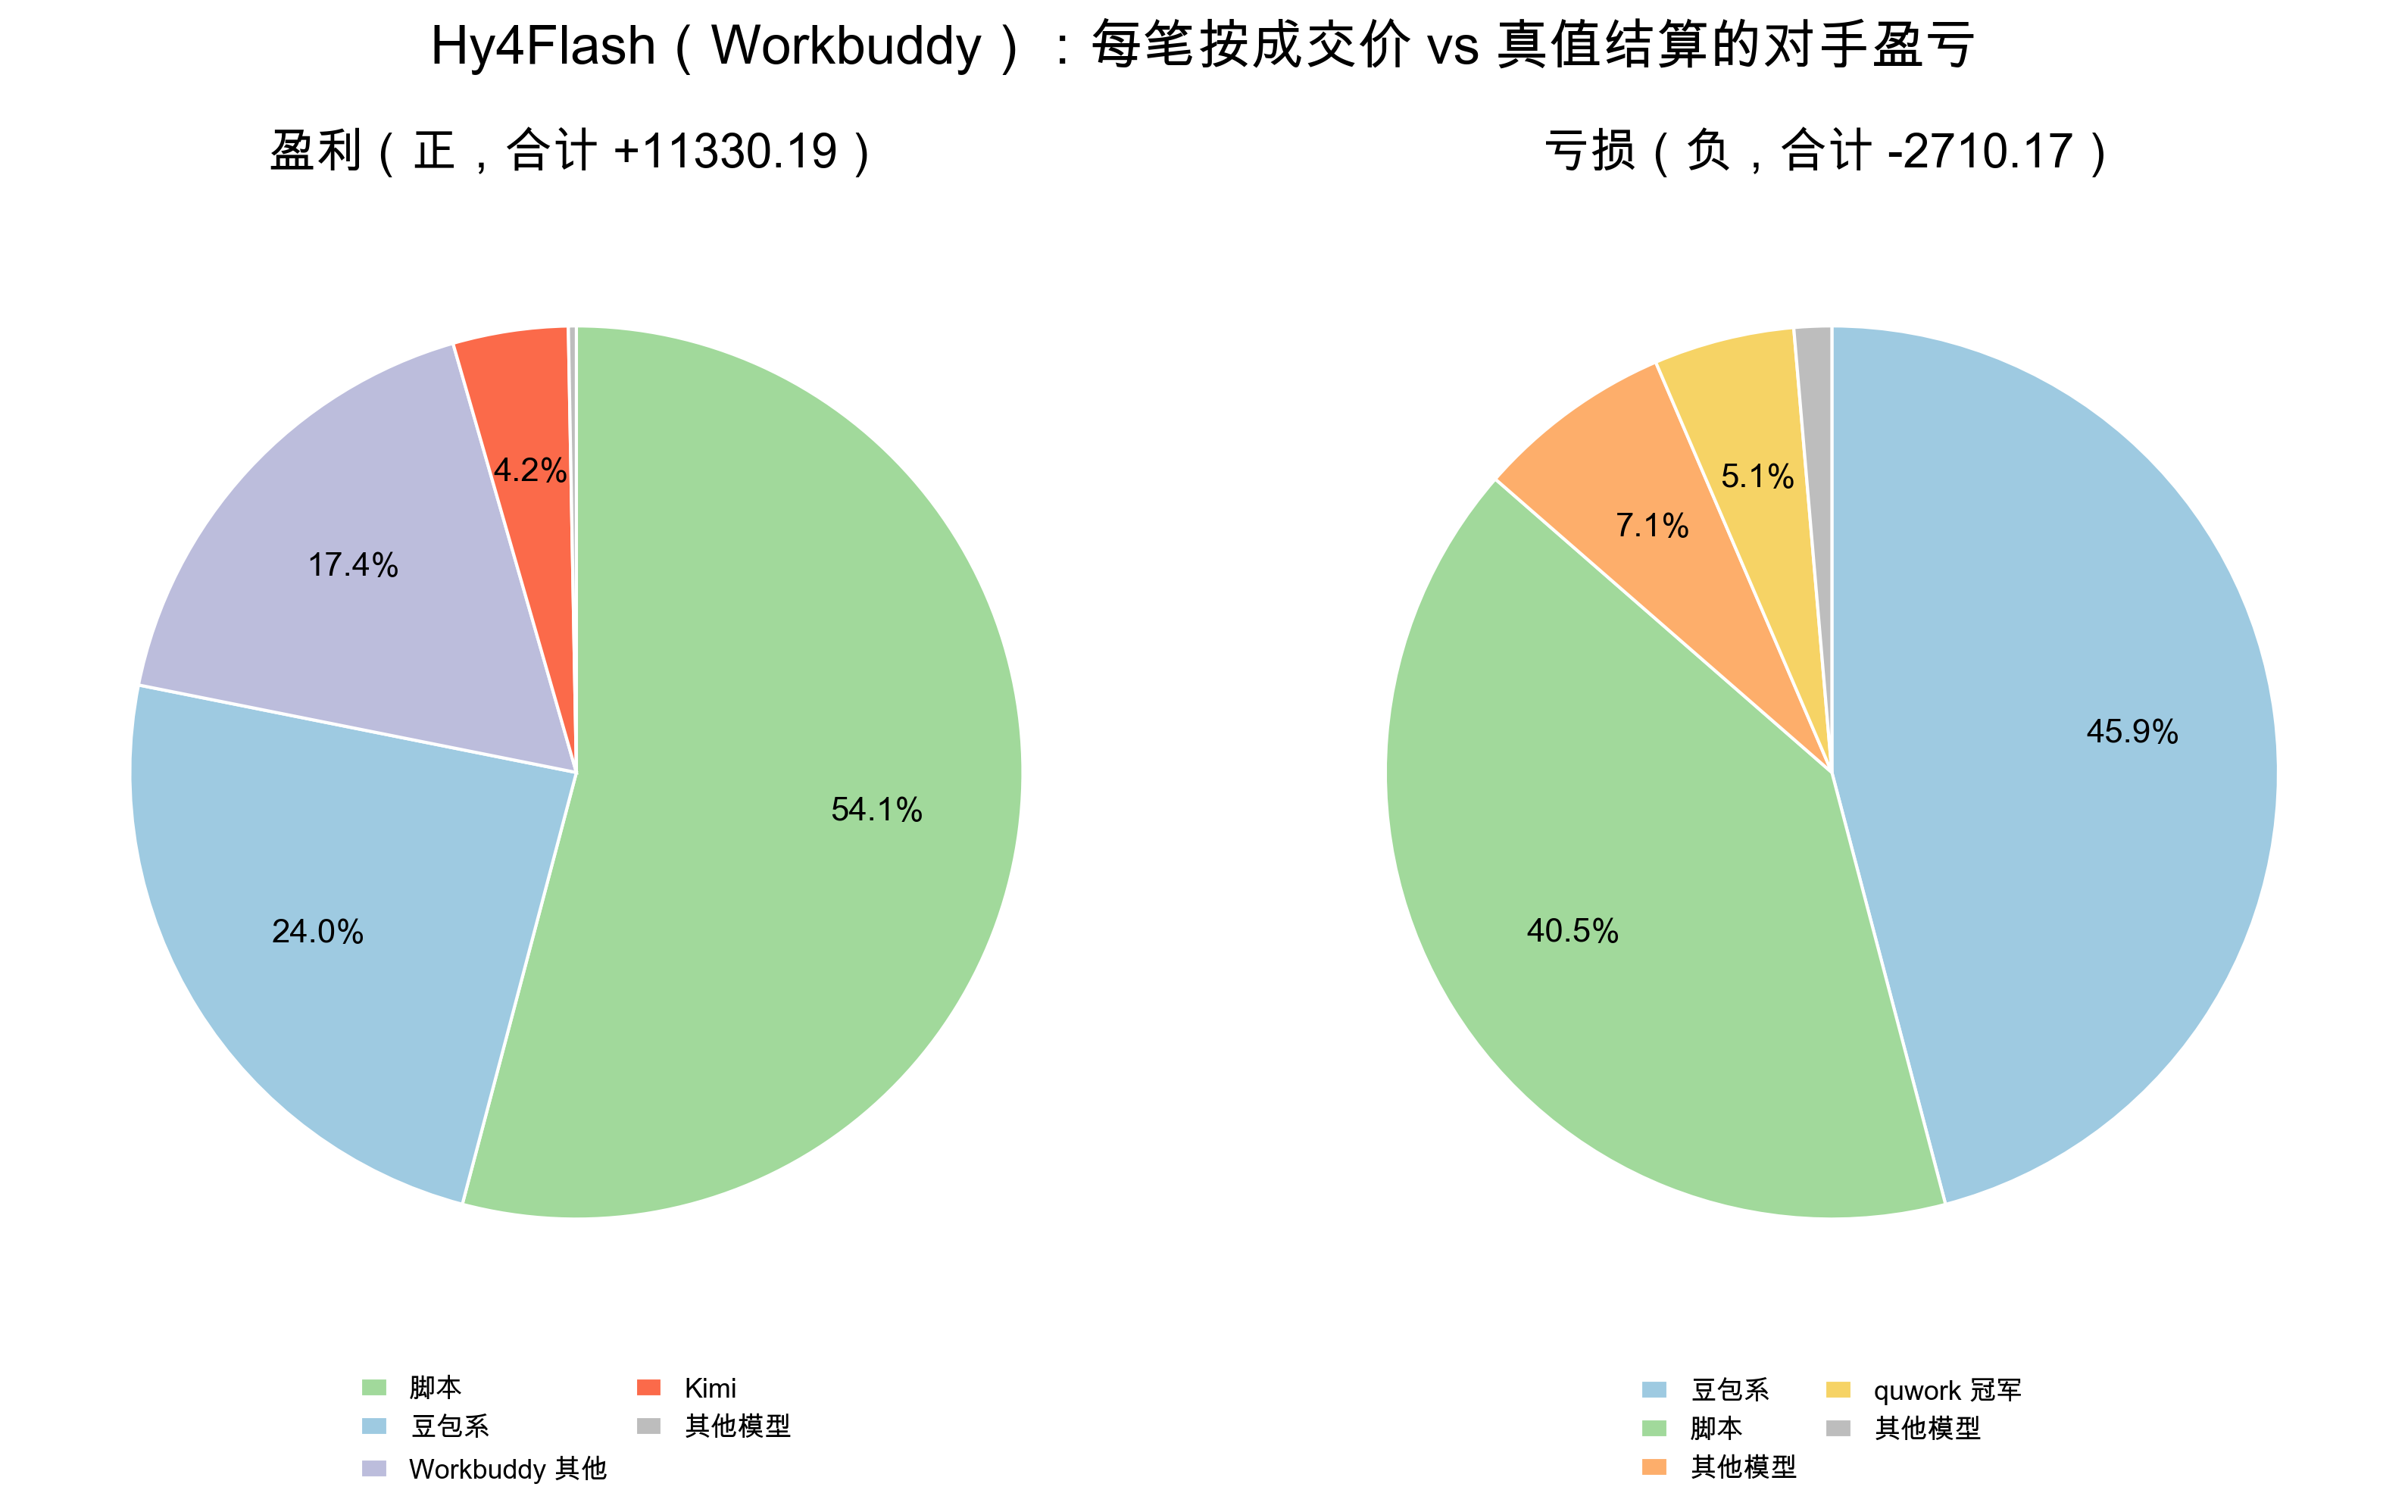 Hy4Flash（Workbuddy）：每笔按成交价 vs 真值结算的对手盈亏
盈利（正，合计 +11330.19）
4.2%
17.4%
54.1%
24.0%
脚本
豆包系
Workbuddy 其他
Kimi
其他模型
亏损（负，合计 -2710.17）
5.1%
7.1%
45.9%
40.5%
豆包系
脚本
其他模型
quwork 冠军
其他模型